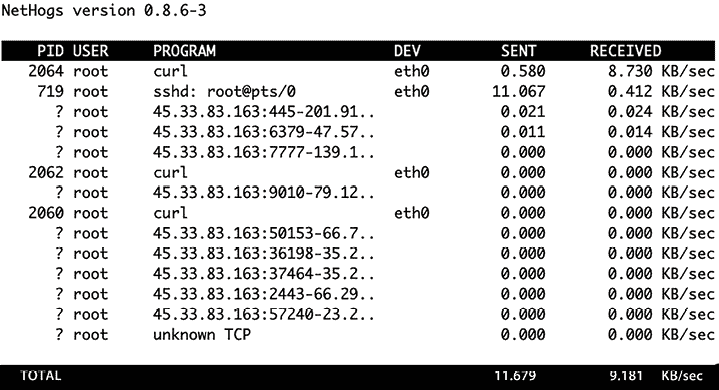 NetHogs version 0.8.6-3
PID USER PROGRAM DEV SENT RECEIVED
2064 root curl eth0 0.580 8.730 KB/sec
719 root sshd: root@pts/0 eth0 11.067 0.412 KB/sec
? root 45.33.83.163:445-201.91.. 0.021 0.024 KB/sec
? root 45.33.83.163:6379-47.57.. 0.011 0.014 KB/sec
? root 45.33.83.163:7777-139.1.. 0.000 0.000 KB/sec
2062 root curl eth0 0.000 0.000 KB/sec
? root 45.33.83.163:9010-79.12.. 0.000 0.000 KB/sec
2060 root curl eth0 0.000 0.000 KB/sec
? root 45.33.83.163:50153-66.7.. 0.000 0.000 KB/sec
? root 45.33.83.163:36198-35.2.. 0.000 0.000 KB/sec
? root 45.33.83.163:37464-35.2.. 0.000 0.000 KB/sec
? root 45.33.83.163:2443-66.29.. 0.000 0.000 KB/sec
? root 45.33.83.163:57240-23.2.. 0.000 0.000 KB/sec
? root unknown TCP 0.000 0.000 KB/sec
TOTAL 11.679 9.181 KB/sec